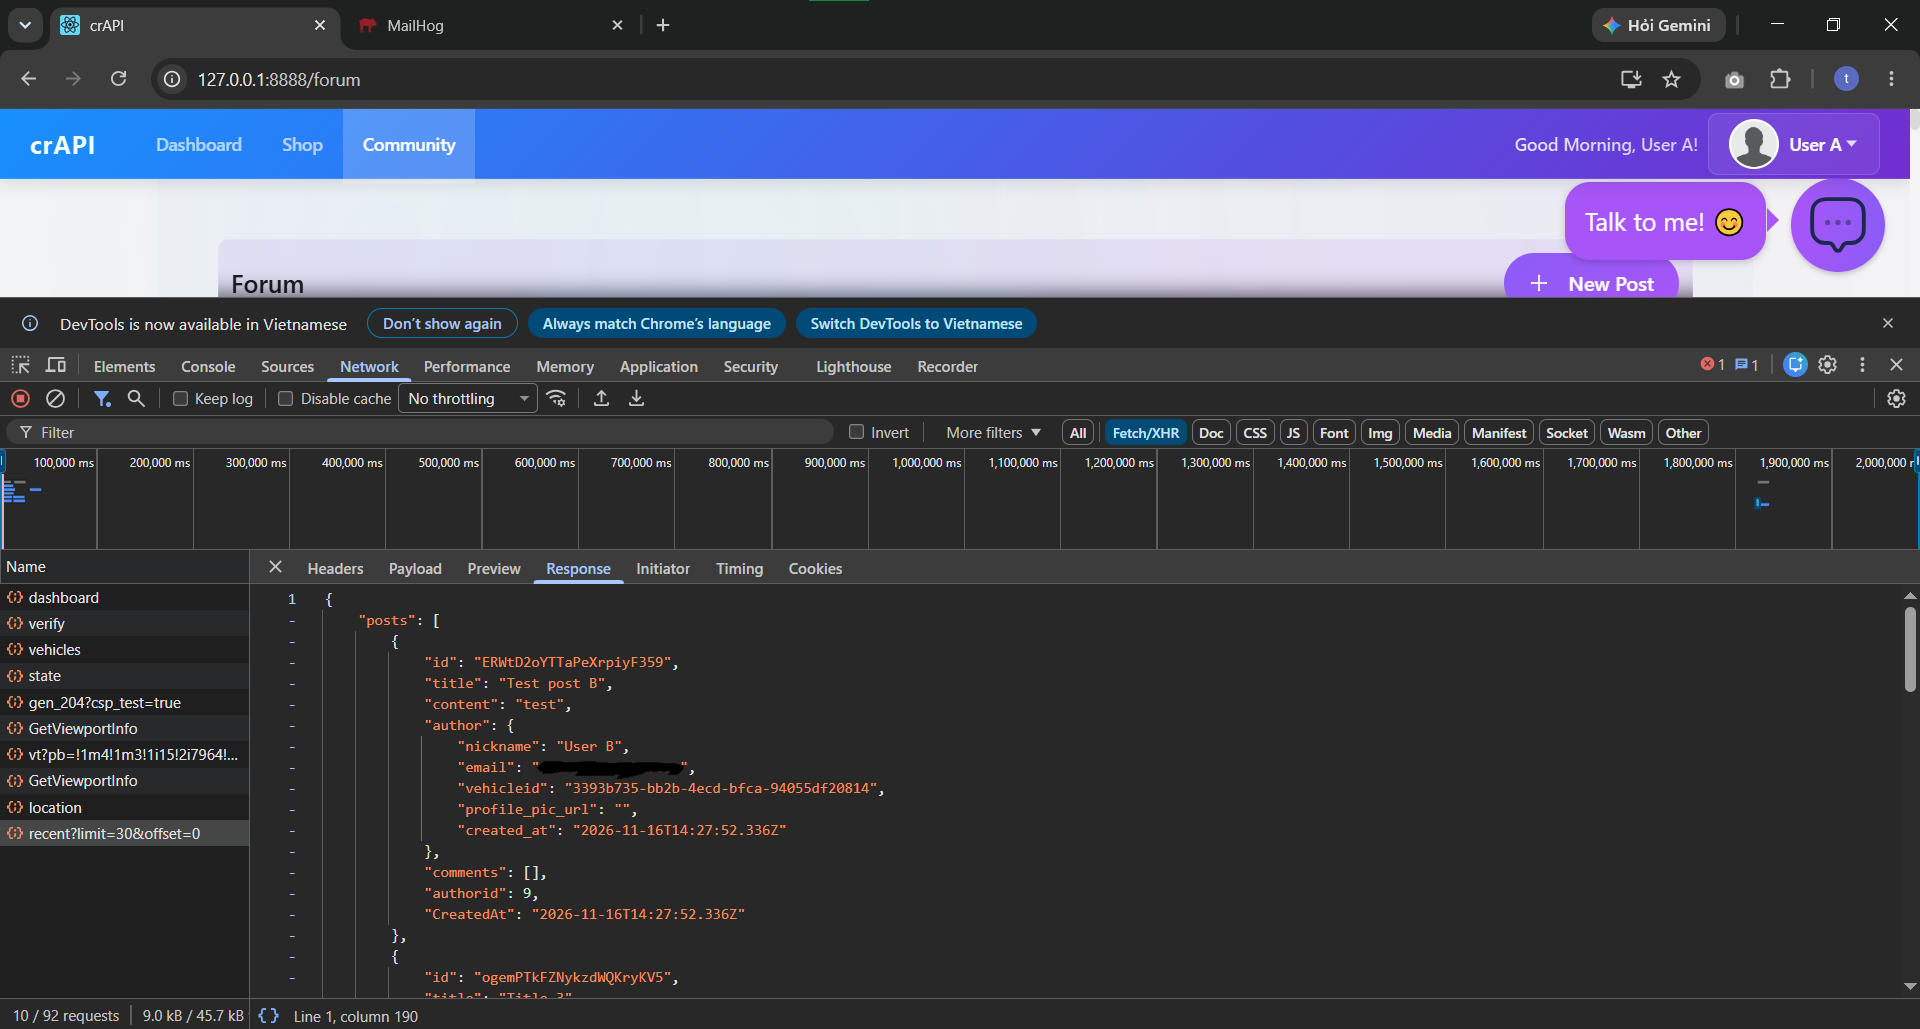 crAPI
MailHog
Hỏi Gemini
127.0.0.1:8888/forum
t
crAPI
Dashboard
Shop
Community
Good Morning, User A!
User A
Talk to me! 😊
Forum
+ New Post
DevTools is now available in Vietnamese
Don't show again
Always match Chrome's language
Switch DevTools to Vietnamese
Elements
Console
Sources
Network
Performance
Memory
Application
Security
Lighthouse
Recorder
1
1
Keep log
Disable cache
No throttling
Filter
Invert
More filters
All
Fetch/XHR
Doc
CSS
JS
Font
Img
Media
Manifest
Socket
Wasm
Other
100,000 ms
200,000 ms
300,000 ms
400,000 ms
500,000 ms
600,000 ms
700,000 ms
800,000 ms
900,000 ms
1,000,000 ms
1,100,000 ms
1,200,000 ms
1,300,000 ms
1,400,000 ms
1,500,000 ms
1,600,000 ms
1,700,000 ms
1,800,000 ms
1,900,000 ms
2,000,000
Name
dashboard
verify
vehicles
state
gen_204?csp_test=true
GetViewportInfo
vt?pb=!1m4!1m3!1i15!2i7964!...
GetViewportInfo
location
recent?limit=30&offset=0
Headers
Payload
Preview
Response
Initiator
Timing
Cookies
1 {
- "posts": [
- {
- "id": "ERWtD2oYTTaPeXrpiyF359",
- "title": "Test post B",
- "content": "test",
- "author": {
- "nickname": "User B",
- "email": "",
- "vehicleid": "3393b735-bb2b-4ecd-bfca-94055df20814",
- "profile_pic_url": "",
- "created_at": "2026-11-16T14:27:52.336Z"
- },
- "comments": [],
- "authorid": 9,
- "CreatedAt": "2026-11-16T14:27:52.336Z"
- },
- {
- "id": "ogemPTkFZNykzdWQKryKV5",
- "title": "Title 3"
10 / 92 requests
9.0 kB / 45.7 kB
{ } Line 1, column 190